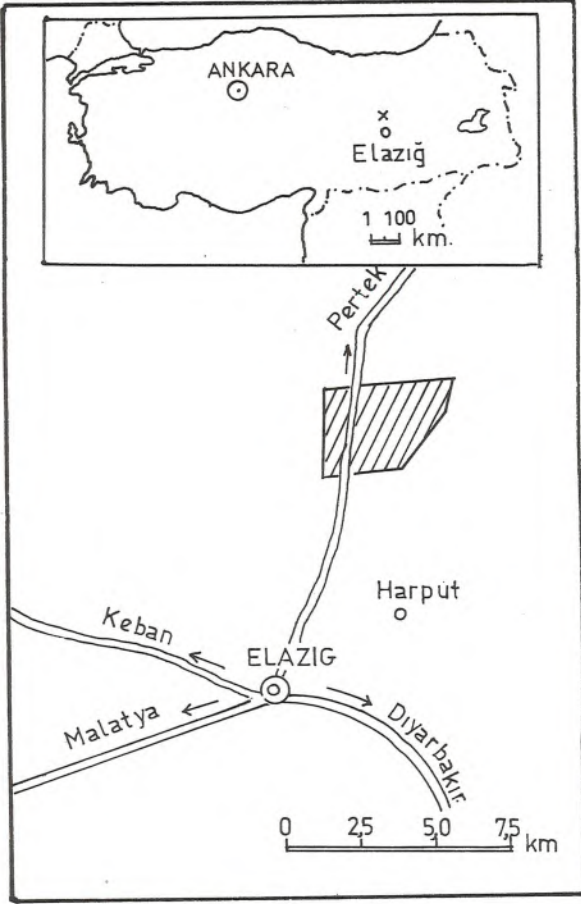 ANKARA
Elazığ
1 100
km.
Pertek
Harput
Keban
ELAZIG
Malatya
Dıyarbakır
0 2,5 5,0 7,5
km